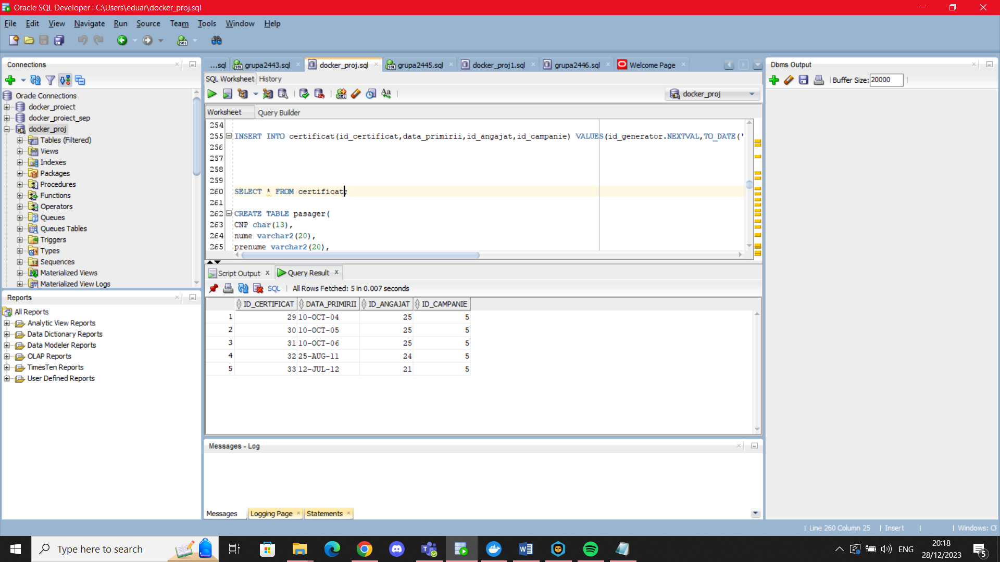 Oracle SQL Developer : C:\Users\eduar\docker_proj.sql
File Edit View Navigate Run Source Team Tools Window Help
Connections
Oracle Connections
docker_proiect
docker_proiect_sep
docker_proj
Tables (Filtered)
Views
Indexes
Packages
Procedures
Functions
Operators
Queues
Queues Tables
Triggers
Types
Sequences
Materialized Views
Materialized View Logs
Reports
All Reports
Analytic View Reports
Data Dictionary Reports
Data Modeler Reports
OLAP Reports
TimesTen Reports
User Defined Reports
...sql grupa2443.sql docker_proj.sql grupa2445.sql docker_proj1.sql grupa2446.sql Welcome Page
SQL Worksheet History
docker_proj
Worksheet Query Builder
254
255 INSERT INTO certificat(id_certificat,data_primirii,id_angajat,id_campanie) VALUES(id_generator.NEXTVAL,TO_DATE('
256
257
258
259
260 SELECT * FROM certificat;
261
262 CREATE TABLE pasager(
263 CNP char(13),
264 nume varchar2(20),
265 prenume varchar2(20),
Script Output Query Result
SQL All Rows Fetched: 5 in 0.007 seconds
ID_CERTIFICAT DATA_PRIMIRII ID_ANGAJAT ID_CAMPANIE
1 29 10-OCT-04 25 5
2 30 10-OCT-05 25 5
3 31 10-OCT-06 25 5
4 32 25-AUG-11 24 5
5 33 12-JUL-12 21 5
Messages - Log
Messages Logging Page Statements
Dbms Output
Buffer Size: 20000
Line 260 Column 25 Insert Windows: CF
Type here to search
ENG
20:18
28/12/2023
5